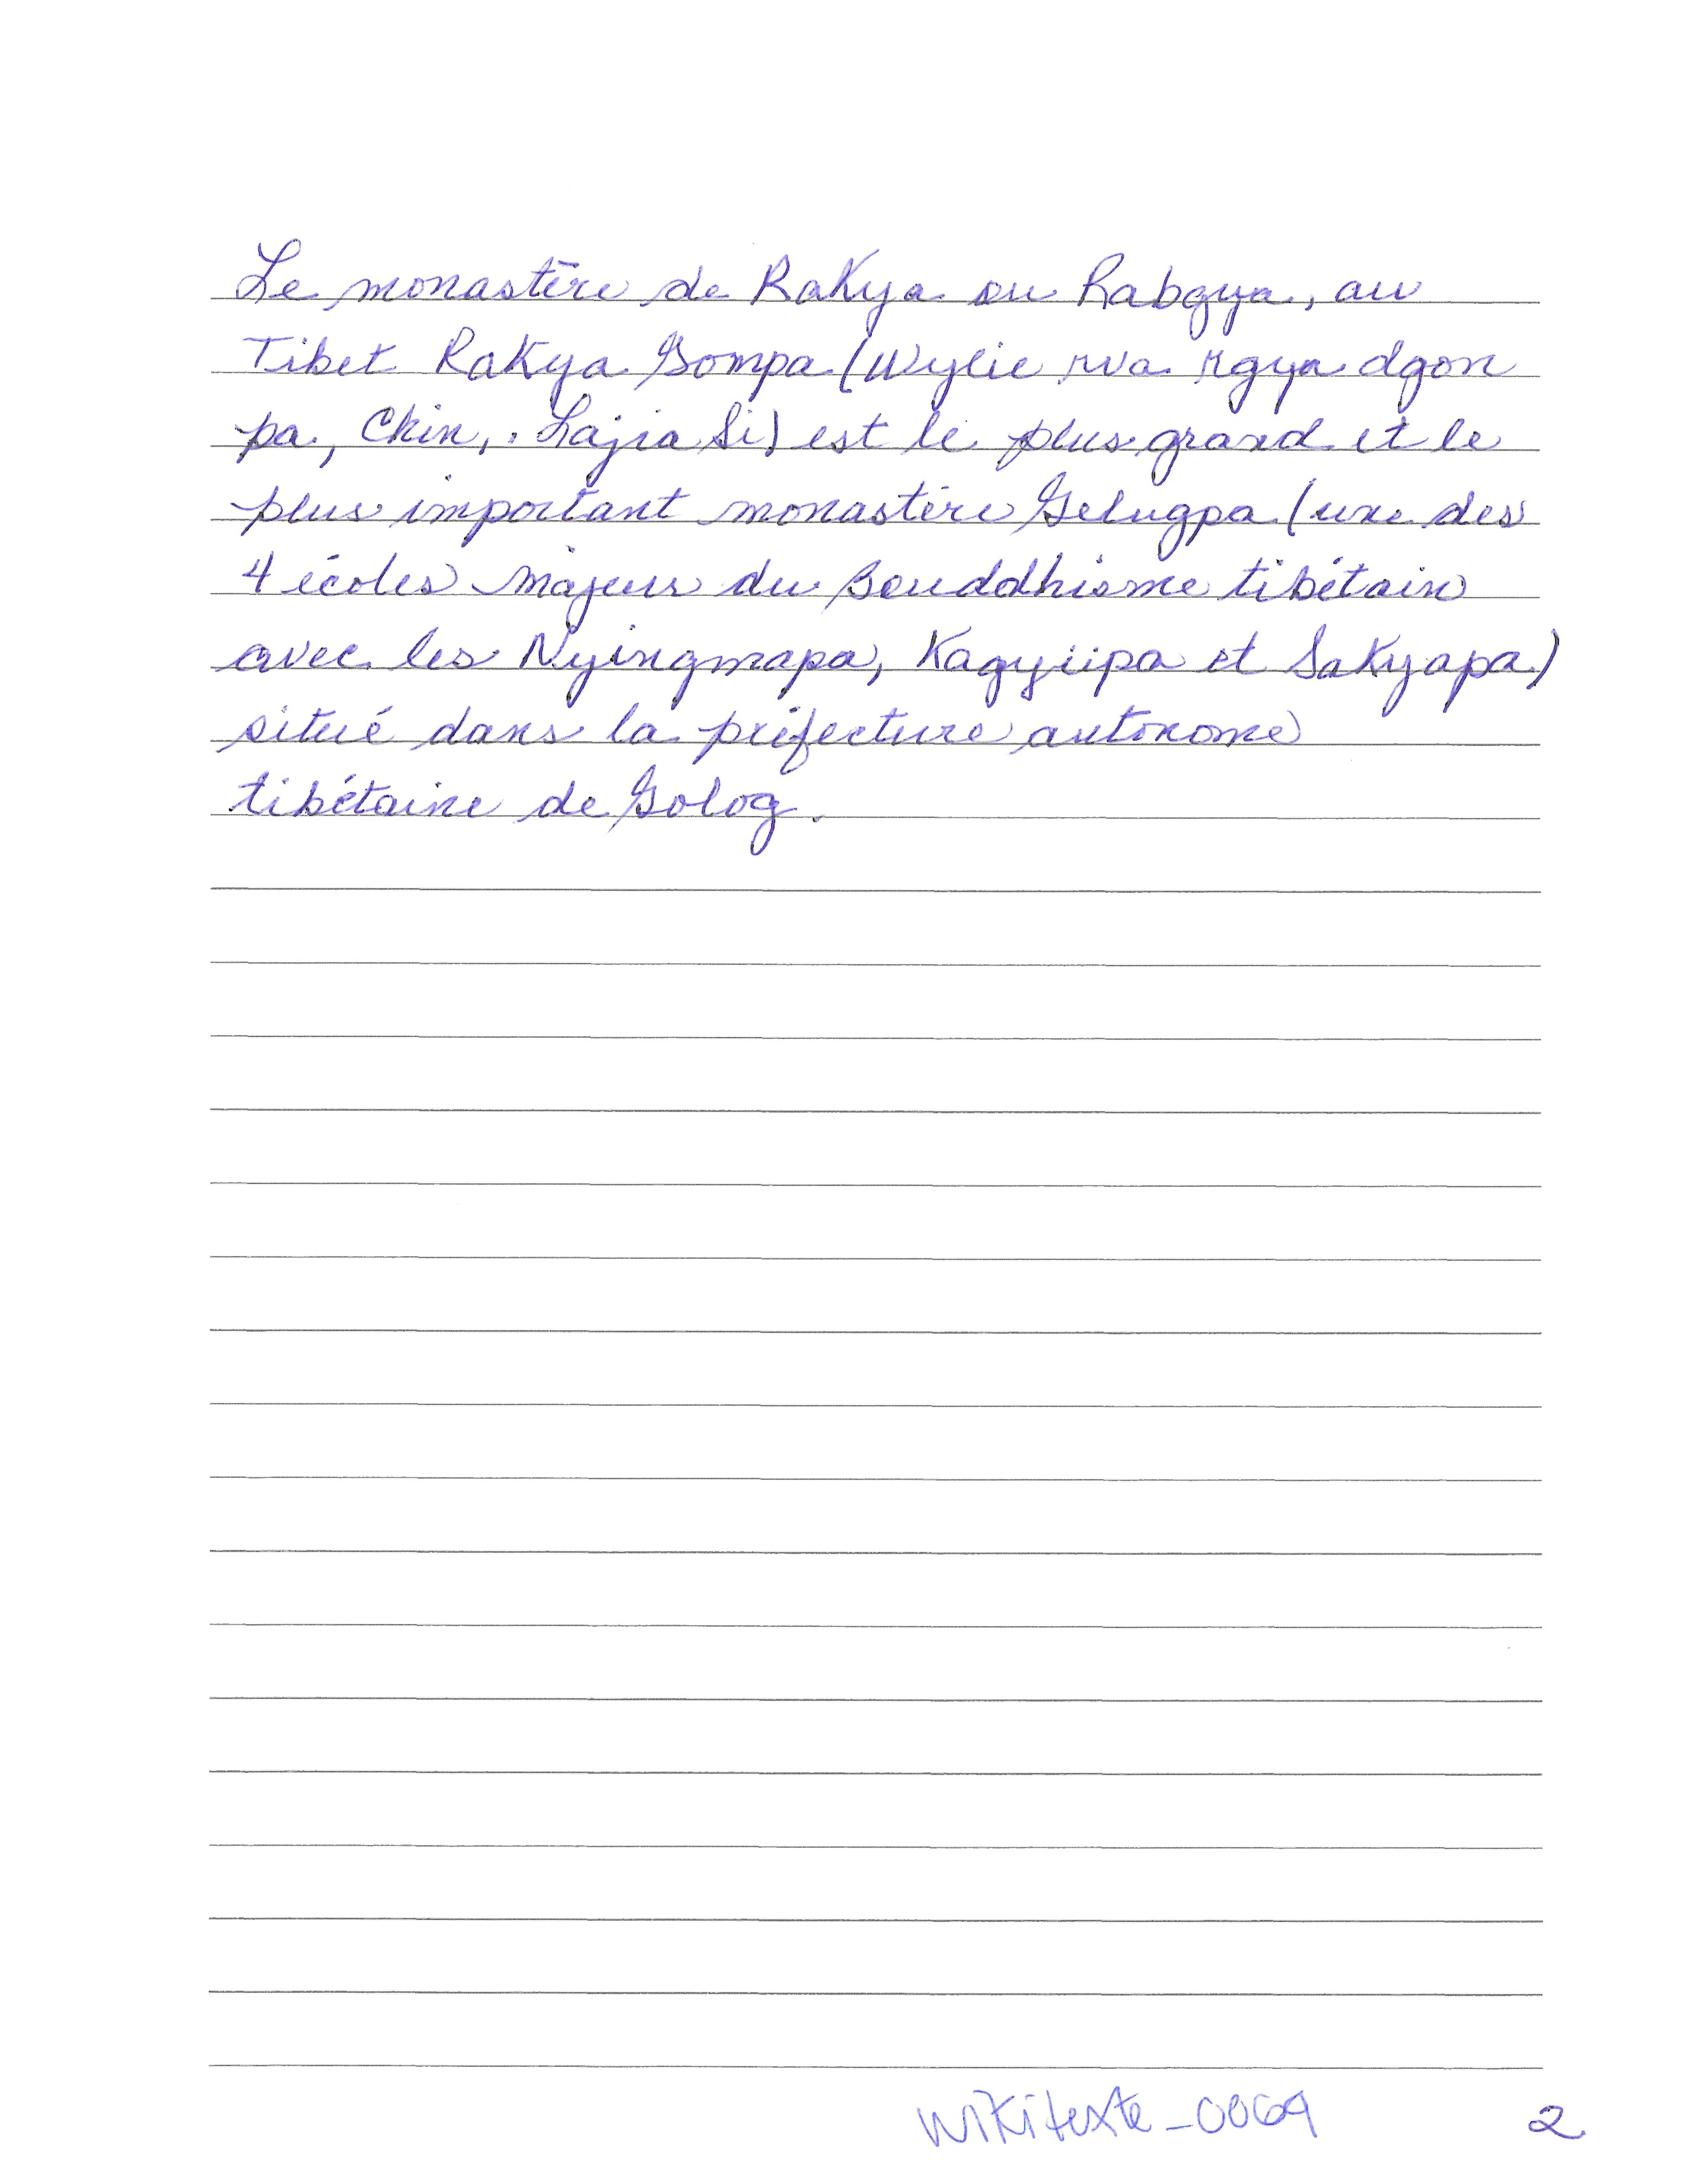 Le monastère de Rakya ou Rabgya, au
Tibet Rakya Gompa (Wylie rva rgya dgon
pa, Chin, . Lajia Si) est le plus grand et le
plus important monastère Gelugpa (une des
4 écoles majeurs du Bouddhisme tibétain
avec les Nyingmapa, Kagyüpa et Sakyapa)
situé dans la préfecture autonome
tibétaine de Golog.
wikitexte_0069
2